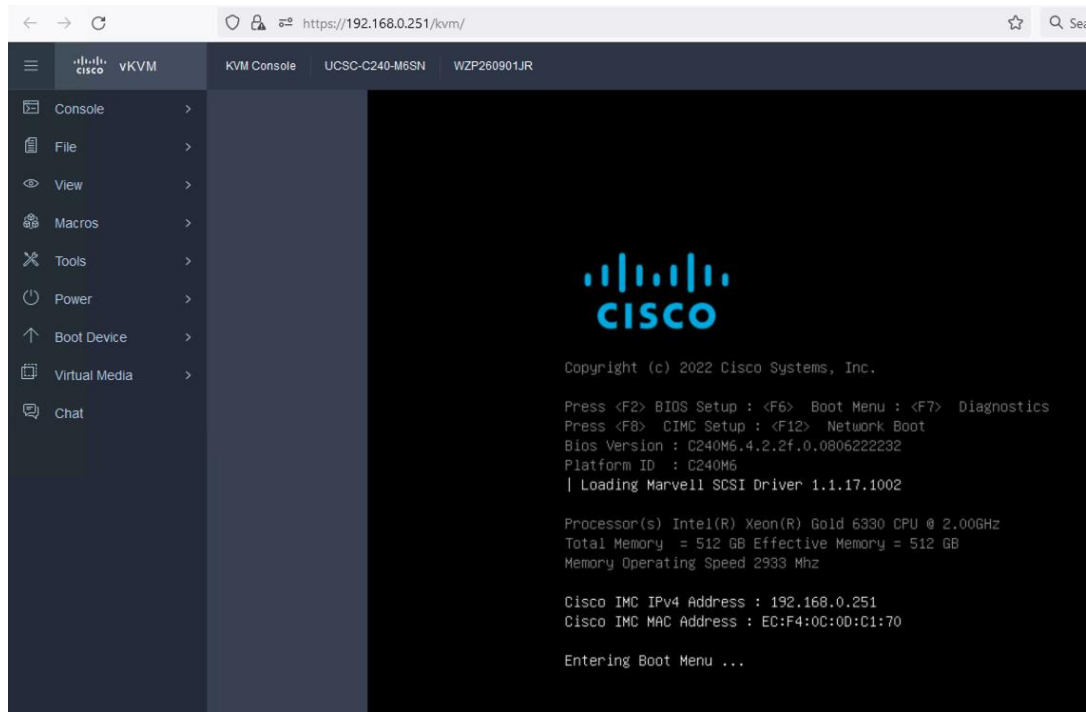 https://192.168.0.251/kvm/
cisco vKVM
KVM Console UCSC-C240-M6SN WZP260901JR
Console
File
View
Macros
Tools
Power
Boot Device
Virtual Media
Chat
CISCO
Copyright (c) 2022 Cisco Systems, Inc.
Press <F2> BIOS Setup : <F6> Boot Menu : <F7> Diagnostics
Press <F8> CIMC Setup : <F12> Network Boot
Bios Version : C240M6.4.2.2f.0.0806222232
Platform ID : C240M6
| Loading Marvell SCSI Driver 1.1.17.1002
Processor(s) Intel(R) Xeon(R) Gold 6330 CPU @ 2.00GHz
Total Memory = 512 GB Effective Memory = 512 GB
Memory Operating Speed 2933 Mhz
Cisco IMC IPv4 Address : 192.168.0.251
Cisco IMC MAC Address : EC:F4:0C:0D:C1:70
Entering Boot Menu ...